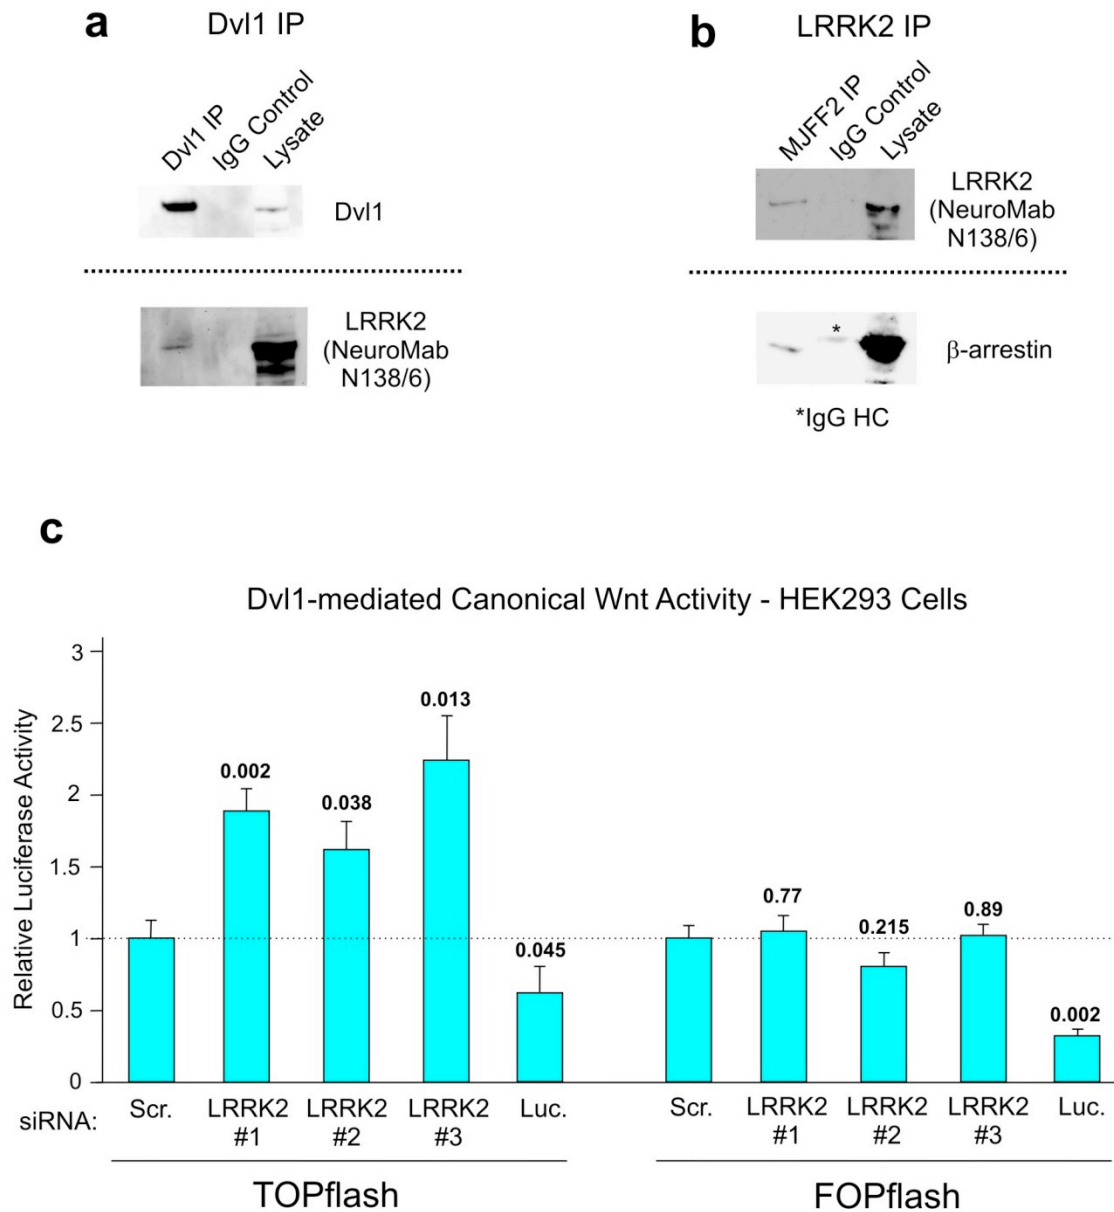 a
Dvl1 IP
Dvl1 IP
IgG Control
Lysate
Dvl1
LRRK2
(NeuroMab
N138/6)
b
LRRK2 IP
MJFF2 IP
IgG Control
Lysate
LRRK2
(NeuroMab
N138/6)
*
β-arrestin
*IgG HC
c
Dvl1-mediated Canonical Wnt Activity - HEK293 Cells
Relative Luciferase Activity
3
2.5
2
1.5
1
0.5
0
0.002
0.038
0.013
0.045
0.77
0.215
0.89
0.002
siRNA:
Scr.
LRRK2
#1
LRRK2
#2
LRRK2
#3
Luc.
Scr.
LRRK2
#1
LRRK2
#2
LRRK2
#3
Luc.
TOPflash
FOPflash